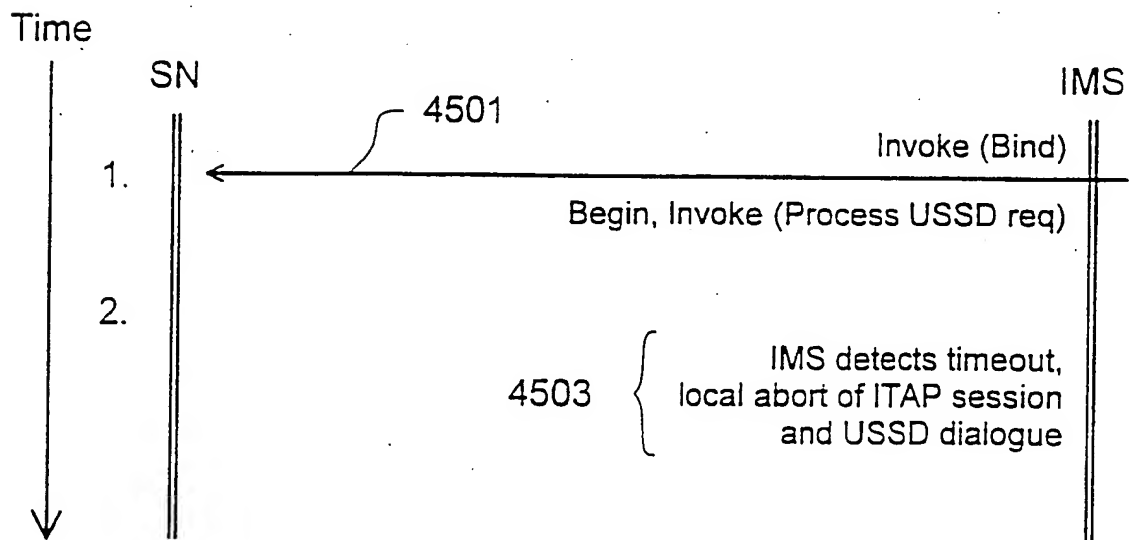 Time
SN
IMS
4501
Invoke (Bind)
1.
Begin, Invoke (Process USSD req)
2.
IMS detects timeout,
4503
local abort of ITAP session
and USSD dialogue